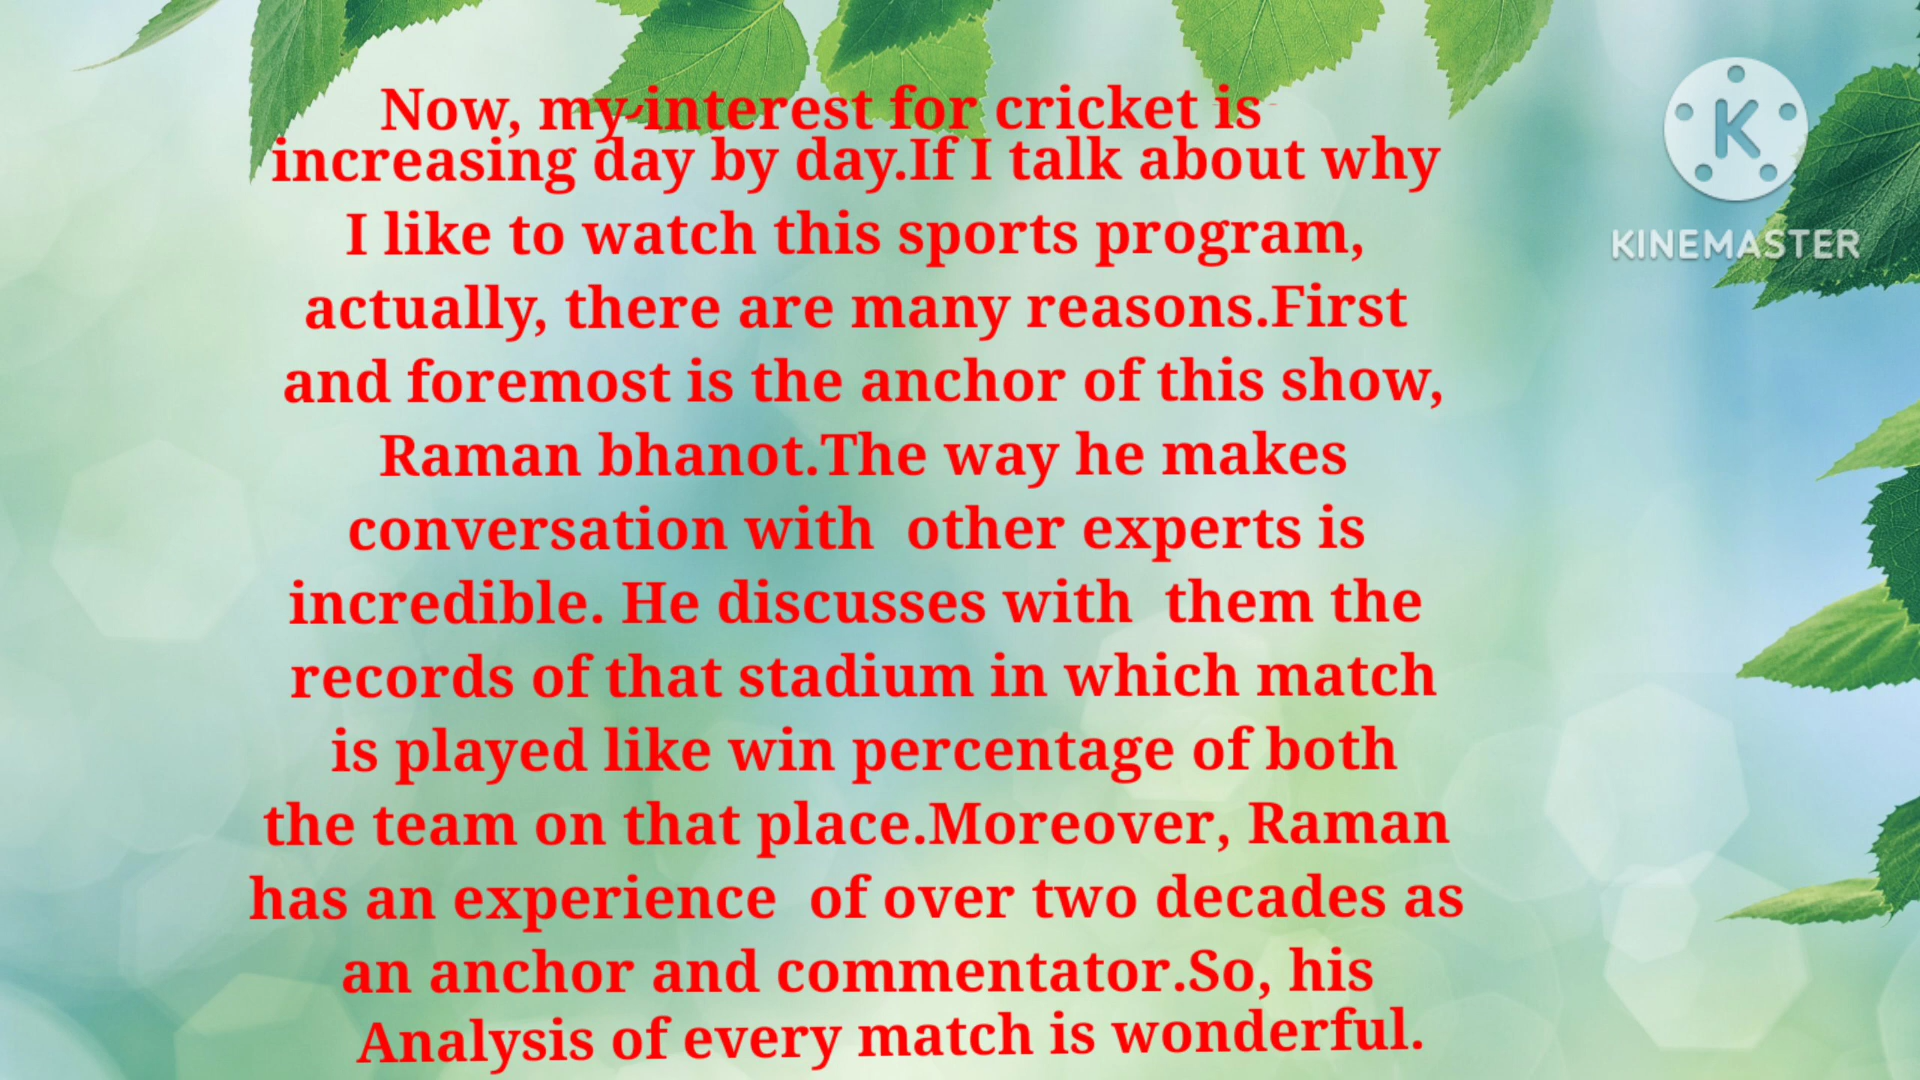 Now, my interest for cricket is
increasing day by day.If I talk about why
I like to watch this sports program,
actually, there are many reasons.First
and foremost is the anchor of this show,
Raman bhanot.The way he makes
conversation with  other experts is
incredible. He discusses with  them the
records of that stadium in which match
is played like win percentage of both
the team on that place.Moreover, Raman
has an experience  of over two decades as
an anchor and commentator.So, his
Analysis of every match is wonderful.
K
KINEMASTER